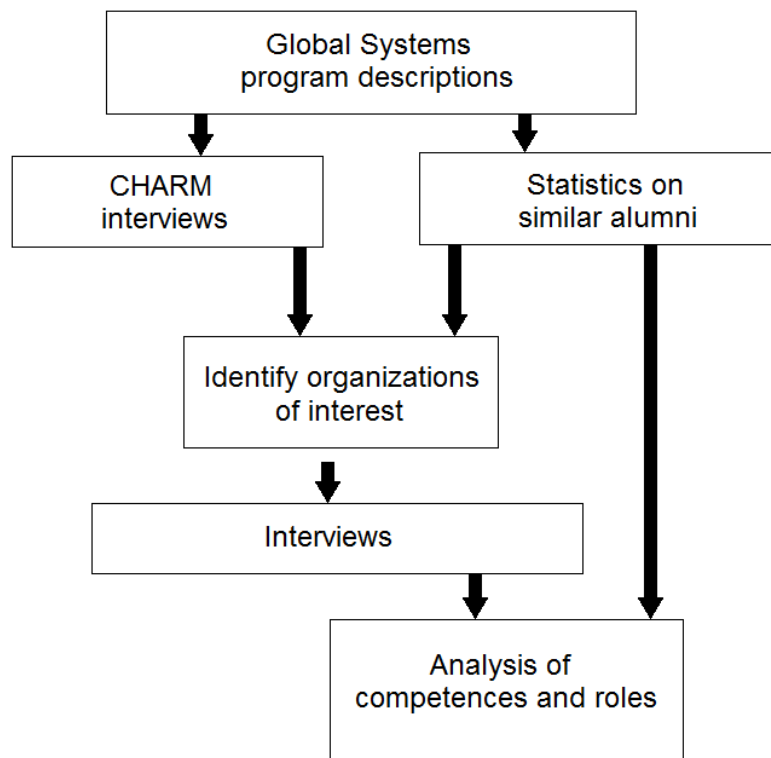 Global Systems
program descriptions
CHARM
interviews
Statistics on
similar alumni
Identify organizations
of interest
Interviews
Analysis of
competences and roles